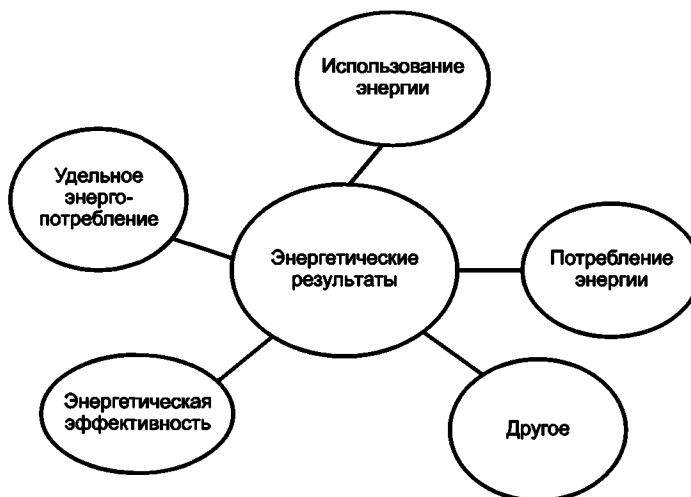 Использование
энергии
Удельное
энерго-
потребление
Энергетические
результаты
Потребление
энергии
Энергетическая
эффективность
Другое